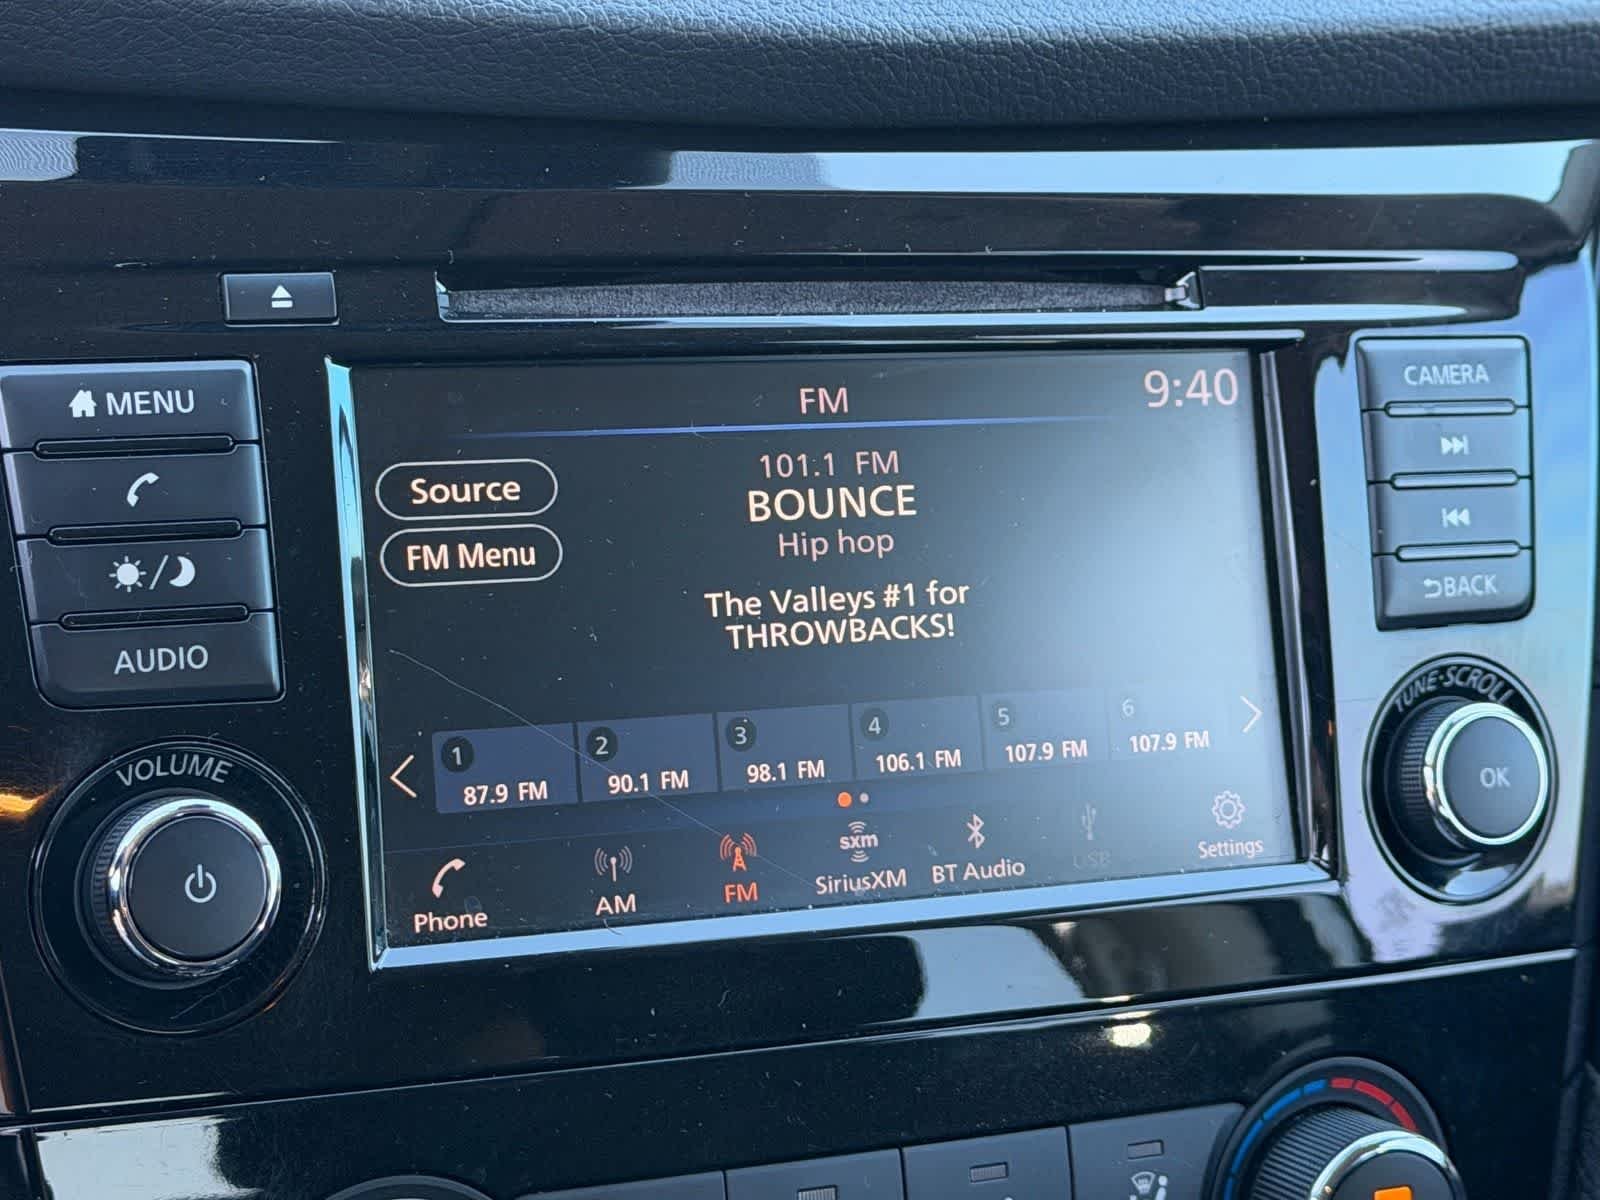 MENU
AUDIO
VOLUME
FM
9:40
Source
FM Menu
101.1 FM
BOUNCE
Hip hop
The Valleys #1 for
THROWBACKS!
1
87.9 FM
2
90.1 FM
3
98.1 FM
4
106.1 FM
5
107.9 FM
6
107.9 FM
Phone
AM
FM
sxm
SiriusXM
BT Audio
USB
Settings
CAMERA
BACK
TUNE·SCROLL
OK